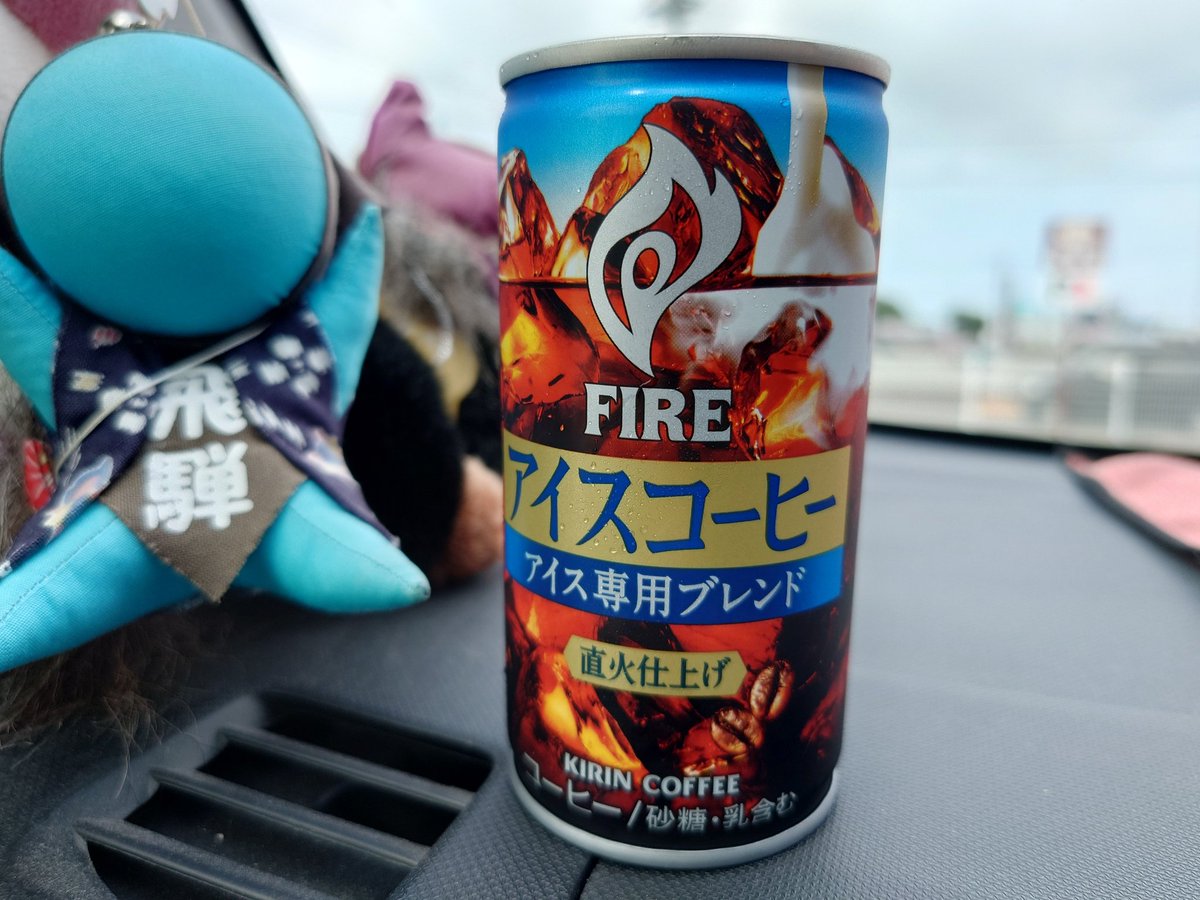 飛
騨
FIRE
アイスコーヒー
アイス専用ブレンド
直火仕上げ
KIRIN COFFEE
コーヒー/砂糖・乳含む